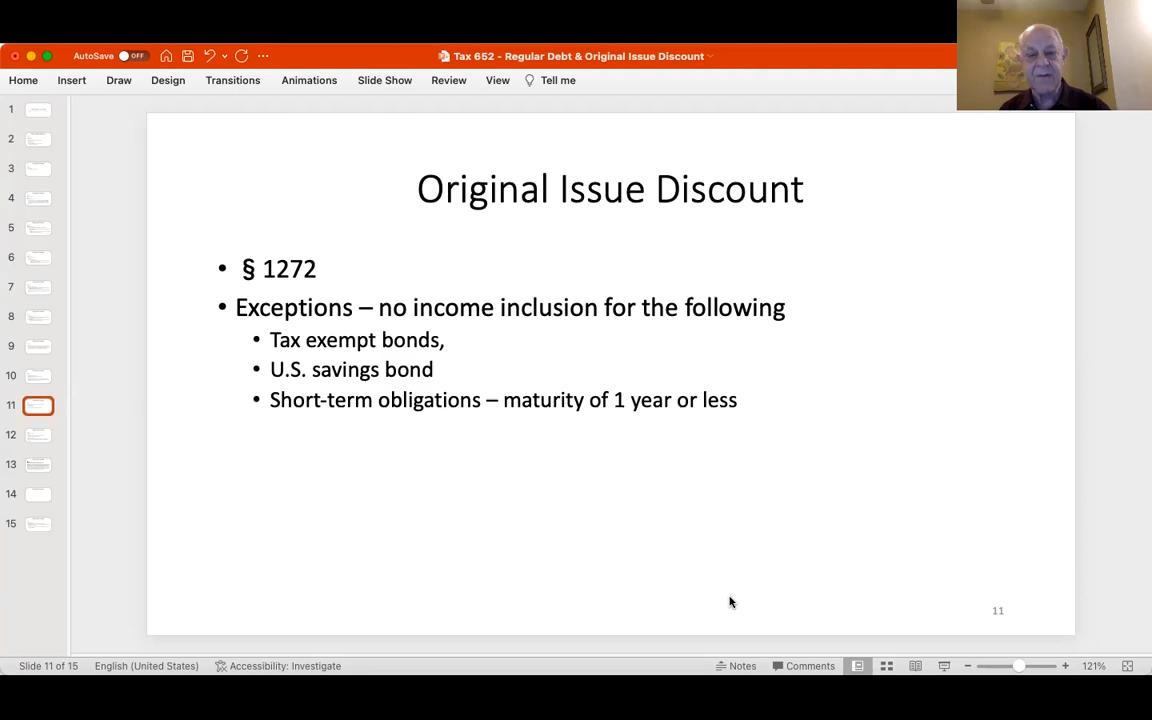 AutoSave OFF
Tax 652 - Regular Debt & Original Issue Discount
Home Insert Draw Design Transitions Animations Slide Show Review View Tell me
1
2
3
4
5
6
7
8
9
10
11
12
13
14
15
Original Issue Discount
• § 1272
• Exceptions – no income inclusion for the following
• Tax exempt bonds,
• U.S. savings bond
• Short-term obligations – maturity of 1 year or less
11
Slide 11 of 15 English (United States) Accessibility: Investigate Notes Comments 121%